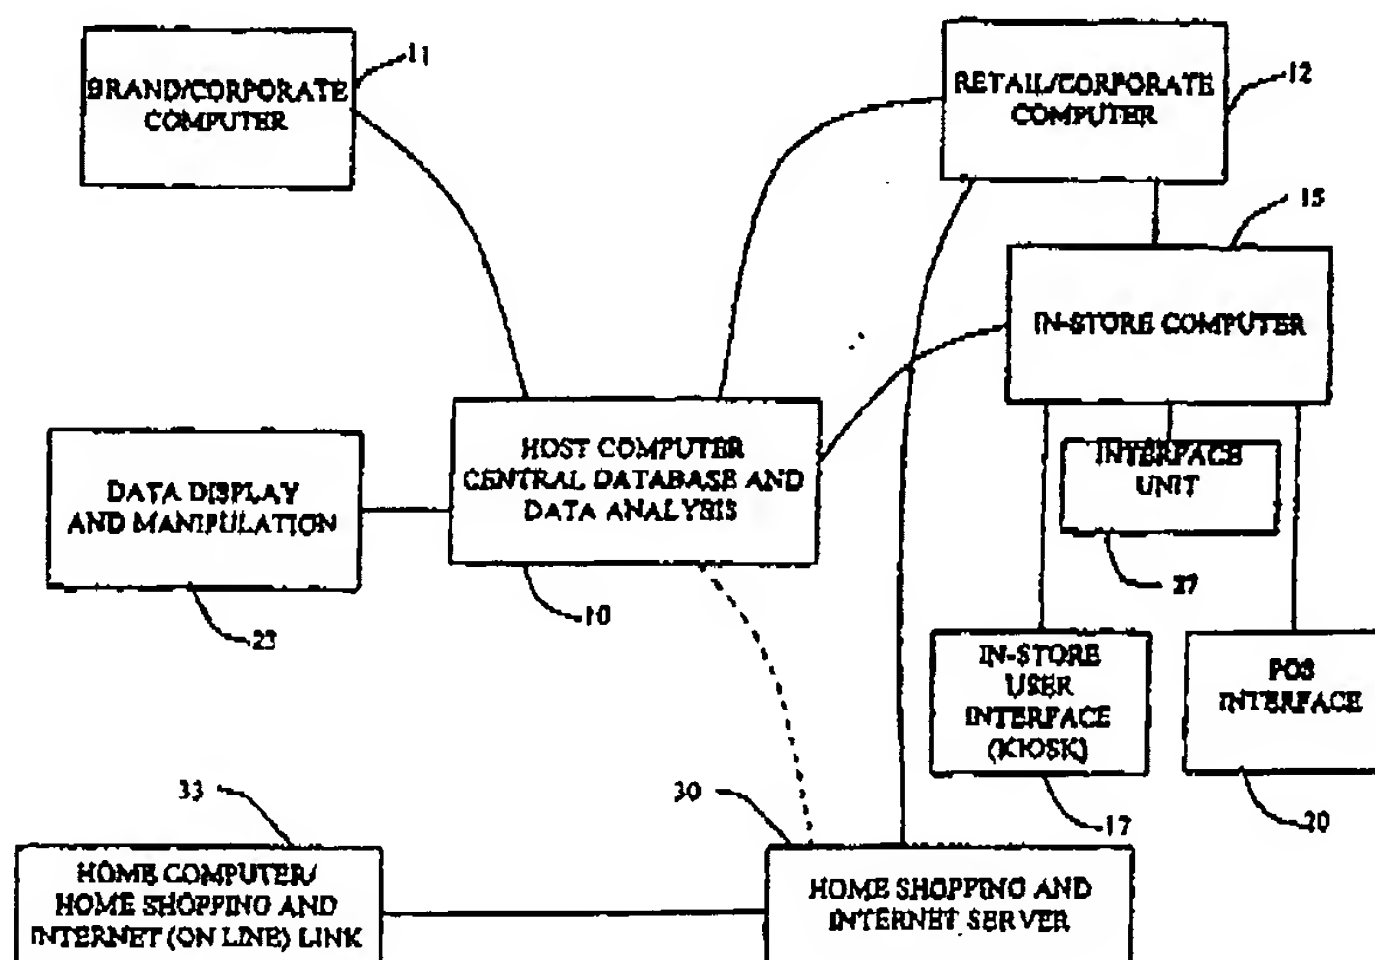 11
BRAND/CORPORATE
COMPUTER
RETAIL/CORPORATE
COMPUTER
12
15
IN-STORE COMPUTER
HOST COMPUTER
CENTRAL DATABASE AND
DATA ANALYSIS
10
DATA DISPLAY
AND MANIPULATION
23
INTERFACE
UNIT
27
IN-STORE
USER
INTERFACE
(KIOSK)
17
POS
INTERFACE
20
33
HOME COMPUTER/
HOME SHOPPING AND
INTERNET (ON LINE) LINK
30
HOME SHOPPING AND
INTERNET SERVER